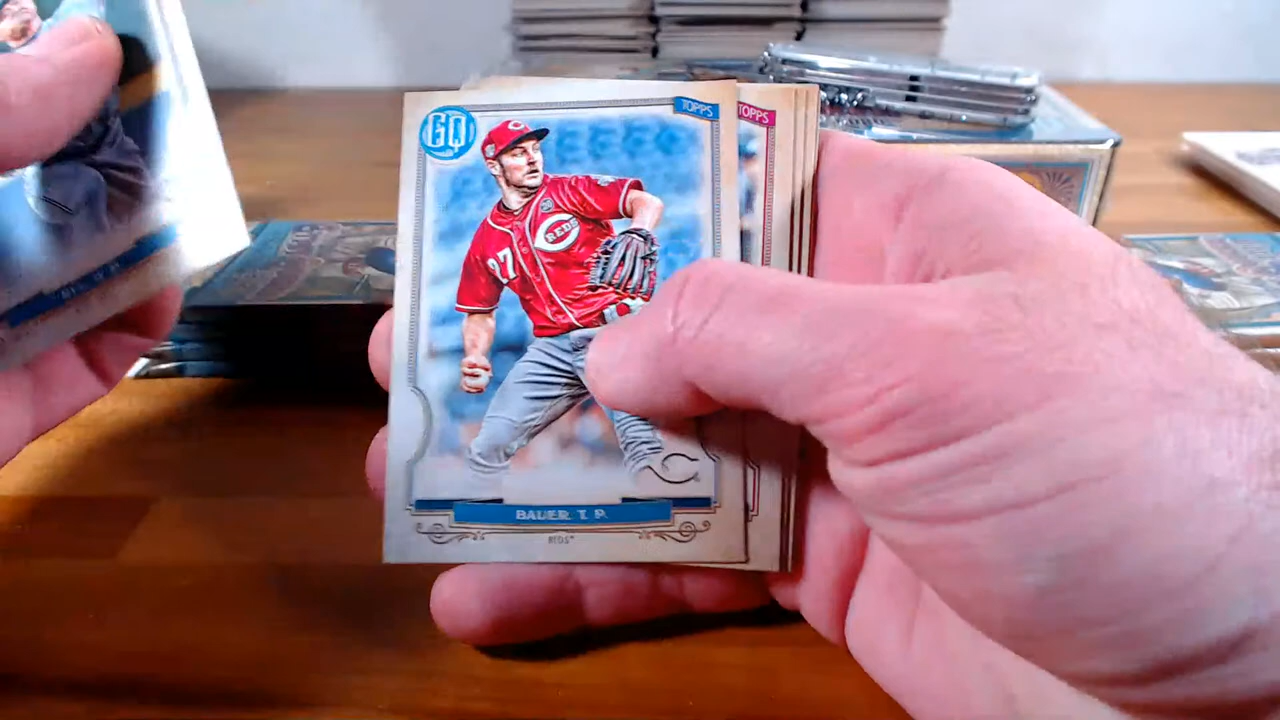 GQ
TOPPS
TOPPS
REDS
27
BAUER, T. P.
REDS